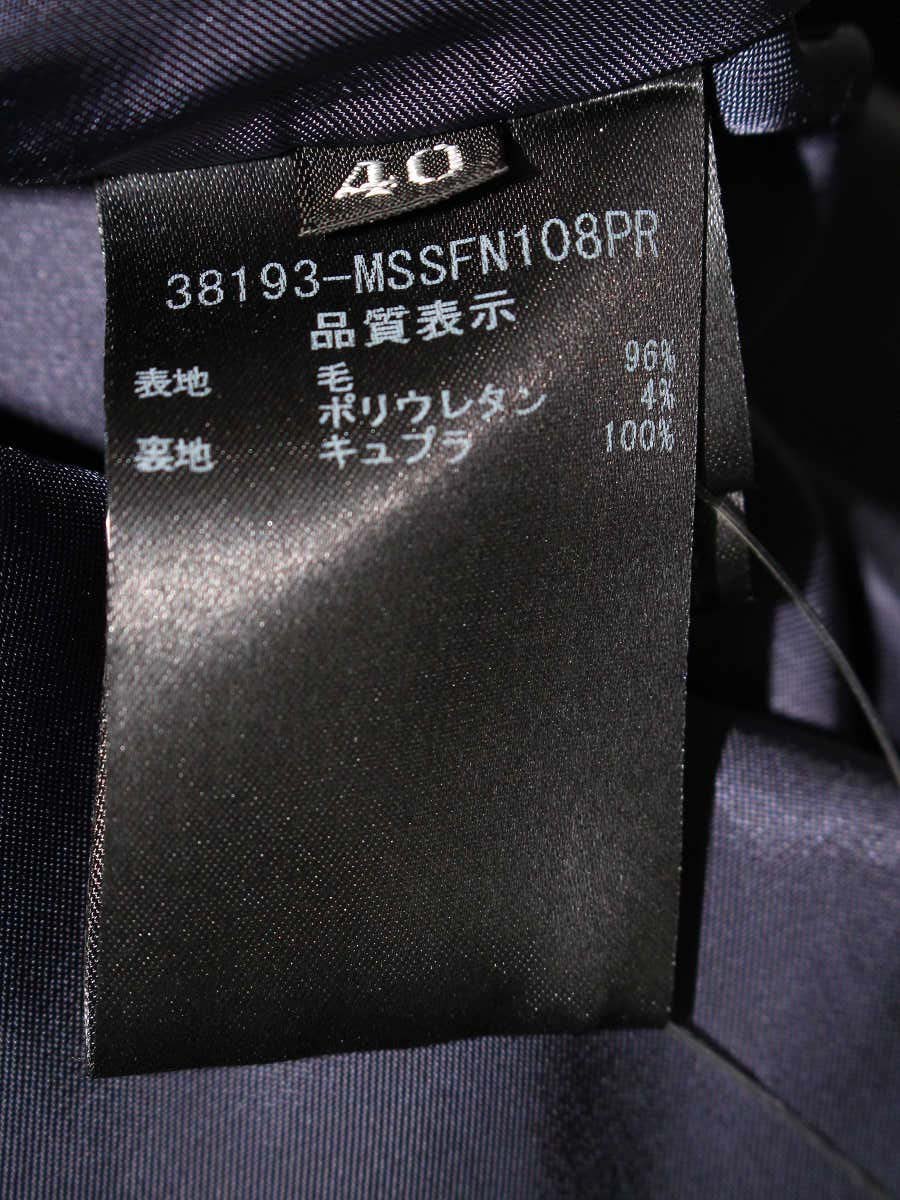 40
38193-MSSFN108PR
品質表示
表地 毛 96%
ポリウレタン 4%
裏地 キュプラ 100%